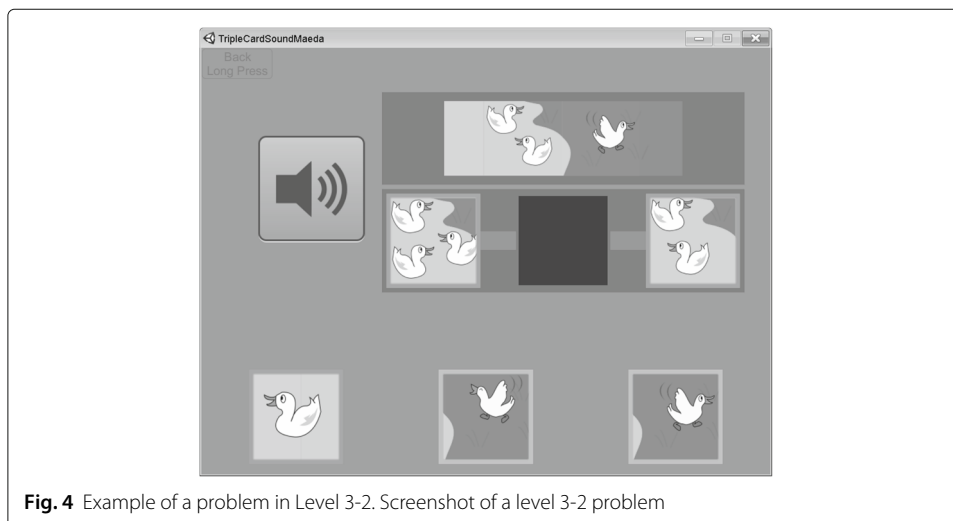 TripleCardSoundMaeda
Back
Long Press
Fig. 4 Example of a problem in Level 3-2. Screenshot of a level 3-2 problem